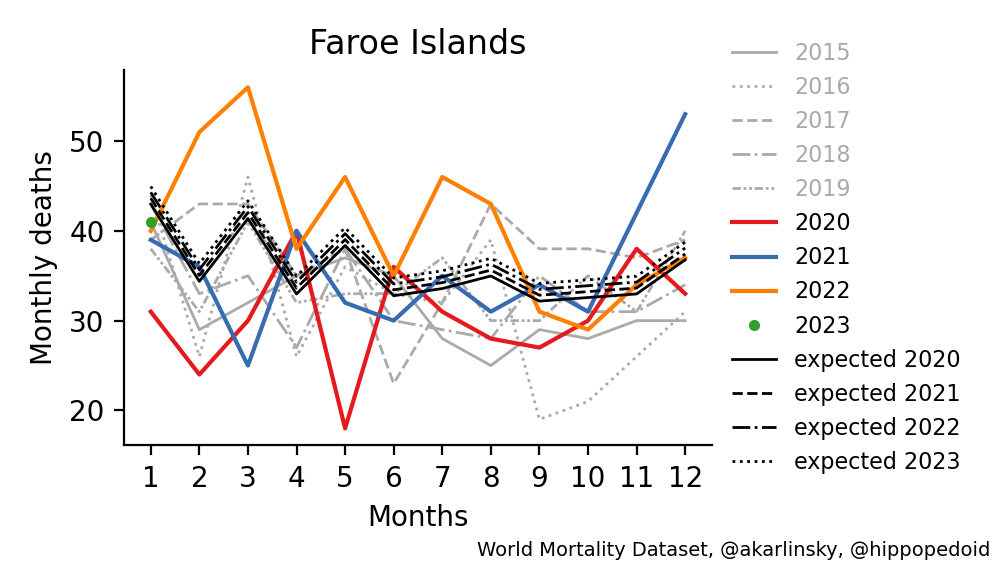 Faroe Islands
Monthly deaths
50
40
30
20
1 2 3 4 5 6 7 8 9 10 11 12
Months
2015
2016
2017
2018
2019
2020
2021
2022
2023
expected 2020
expected 2021
expected 2022
expected 2023
World Mortality Dataset, @akarlinsky, @hippopedoid